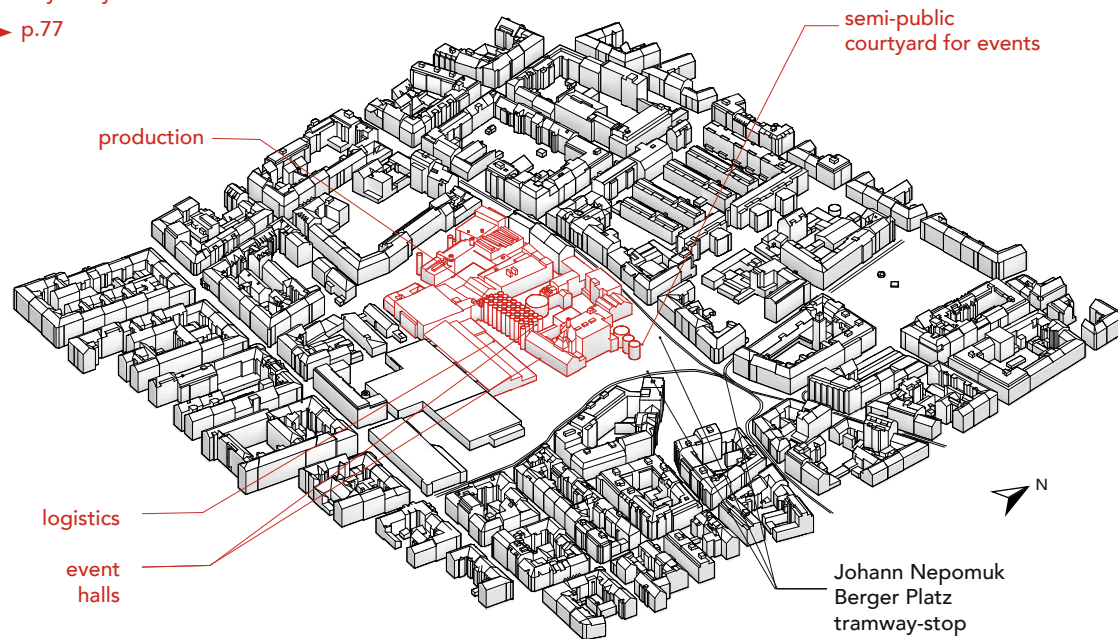 p.77
semi-public
courtyard for events
production
N
logistics
event
halls
Johann Nepomuk
Berger Platz
tramway-stop